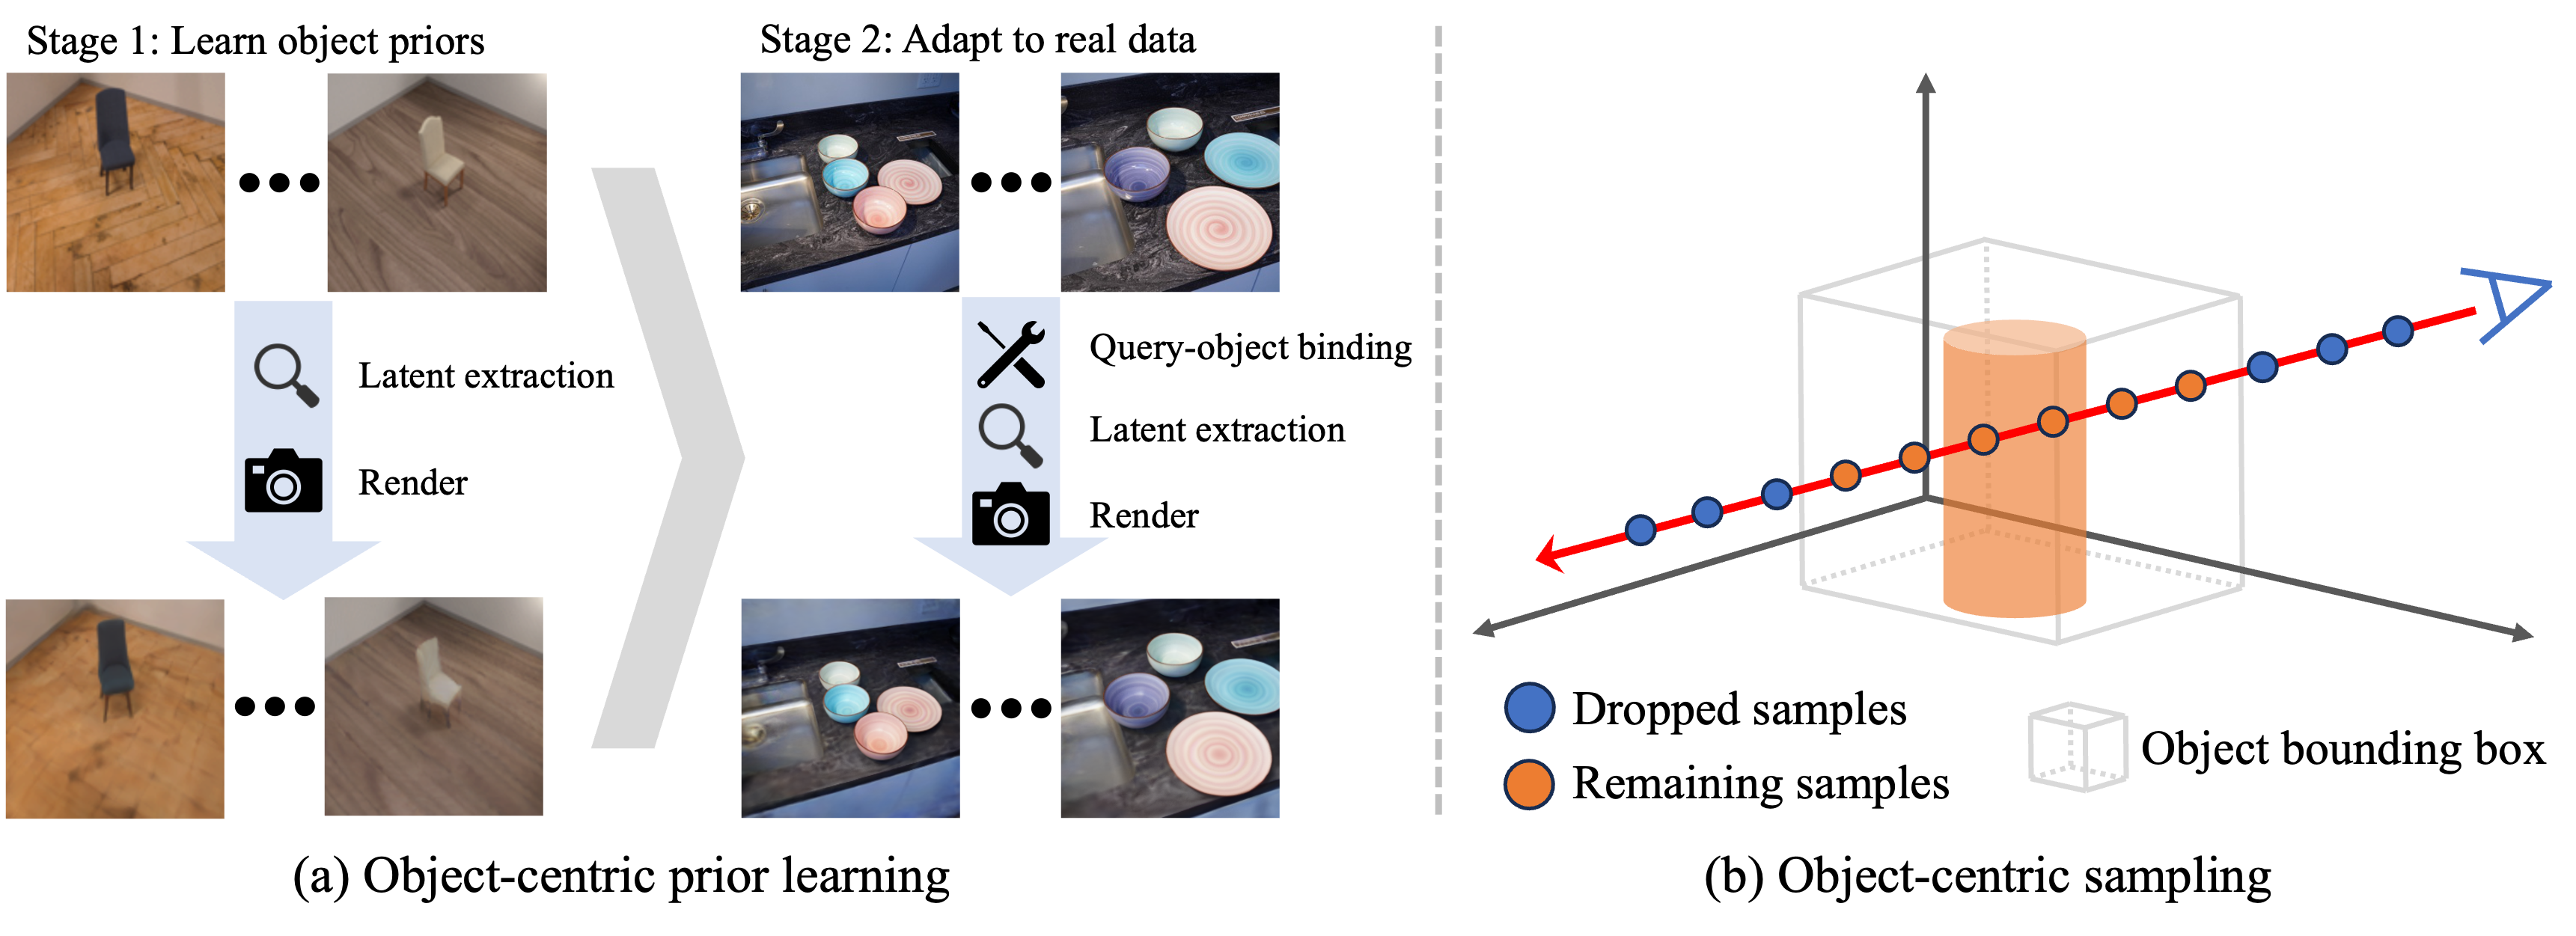 Stage 1: Learn object priors
Latent extraction
Render
Stage 2: Adapt to real data
Query-object binding
Latent extraction
Render
(a) Object-centric prior learning
Dropped samples
Remaining samples
Object bounding box
(b) Object-centric sampling